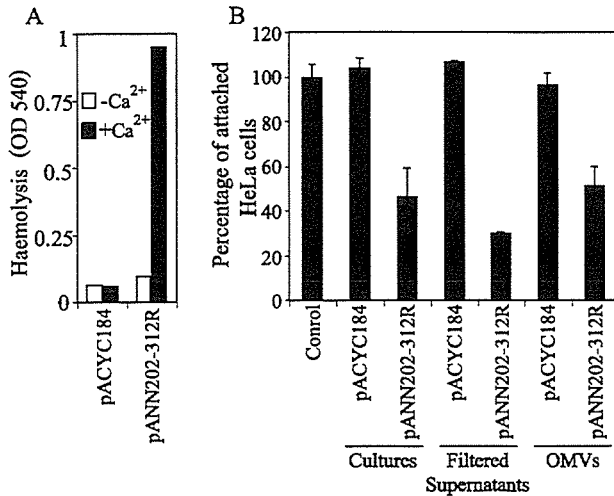 A
Haemolysis (OD 540)
1
0.75
0.5
0.25
0
-Ca²⁺
+Ca²⁺
pACYC184
pANN202-312R
B
Percentage of attached
HeLa cells
120
100
80
60
40
20
0
Conrol
pACYC184
pANN202-312R
pACYC184
pANN202-312R
pACYC184
pANN202-312R
Cultures
Filtered
OMVs
Supernatants